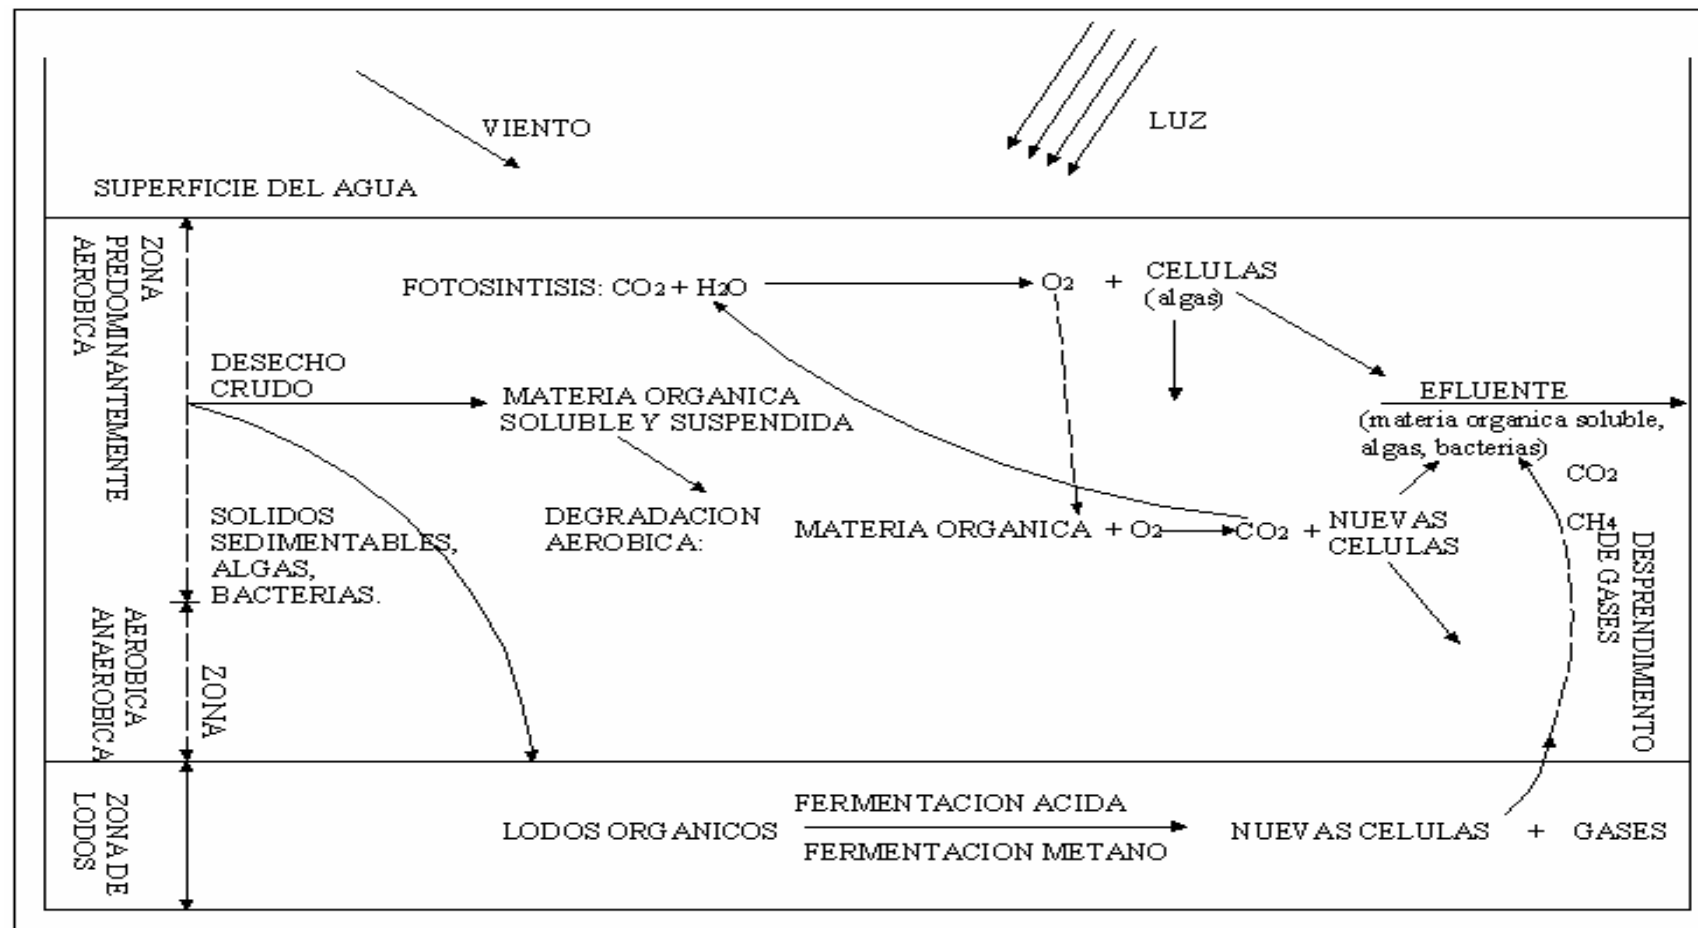 VIENTO
LUZ
SUPERFICIE DEL AGUA
ZONA
PREDOMINANTEMENTE
AEROBICA
FOTOSINTISIS: CO2 + H2O
O2 + CELULAS
(algas)
DESECHO
CRUDO
MATERIA ORGANICA
SOLUBLE Y SUSPENDIDA
EFLUENTE
(materia organica soluble,
algas, bacterias)
CO2
CH4
SOLIDOS
SEDIMENTABLES,
ALGAS,
BACTERIAS.
DEGRADACION
AEROBICA:
MATERIA ORGANICA + O2
CO2 + NUEVAS
CELULAS
DESPRENDIMIENTO
DE GASES
ZONA
AEROBICA
ANAEROBICA
ZONA DE
LODOS
FERMENTACION ACIDA
LODOS ORGANICOS
FERMENTACION METANO
NUEVAS CELULAS + GASES